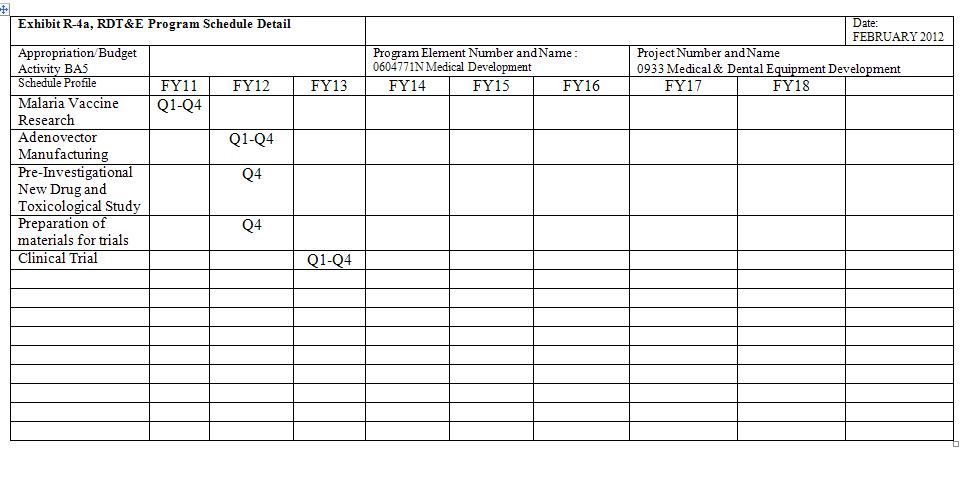 Exhibit R-4a, RDT&E Program Schedule Detail
Date:
FEBRUARY 2012
Appropriation/Budget
Activity BA5
Program Element Number and Name :
0604771N Medical Development
Project Number and Name
0933 Medical & Dental Equipment Development
Schedule Profile FY11 FY12 FY13 FY14 FY15 FY16 FY17 FY18
Malaria Vaccine Q1-Q4
Research
Adenovector Q1-Q4
Manufacturing
Pre-Investigational Q4
New Drug and
Toxicological Study
Preparation of Q4
materials for trials
Clinical Trial Q1-Q4